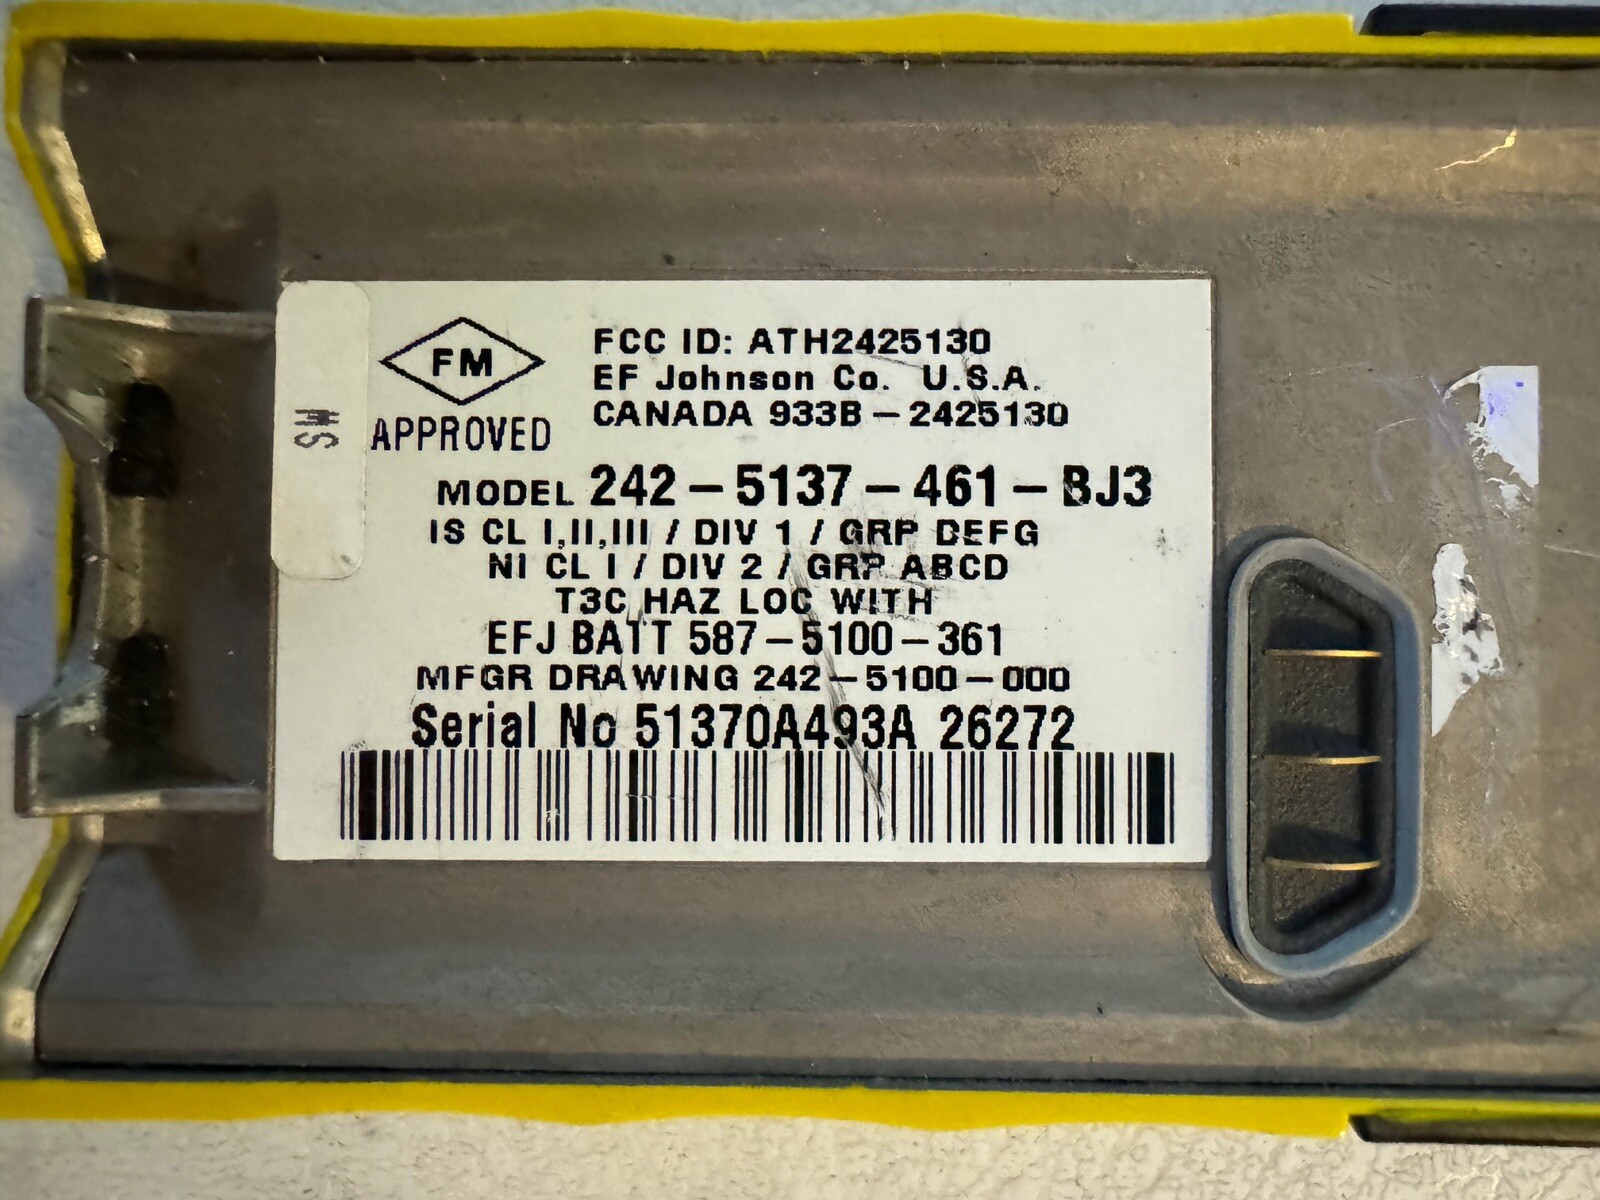 FM
APPROVED
HS
FCC ID: ATH2425130
EF Johnson Co. U.S.A.
CANADA 933B-2425130
MODEL 242-5137-461-BJ3
IS CL I,II,III / DIV 1 / GRP DEFG
NI CL I / DIV 2 / GRP ABCD
T3C HAZ LOC WITH
EFJ BATT 587-5100-361
MFGR DRAWING 242-5100-000
Serial No 51370A493A 26272